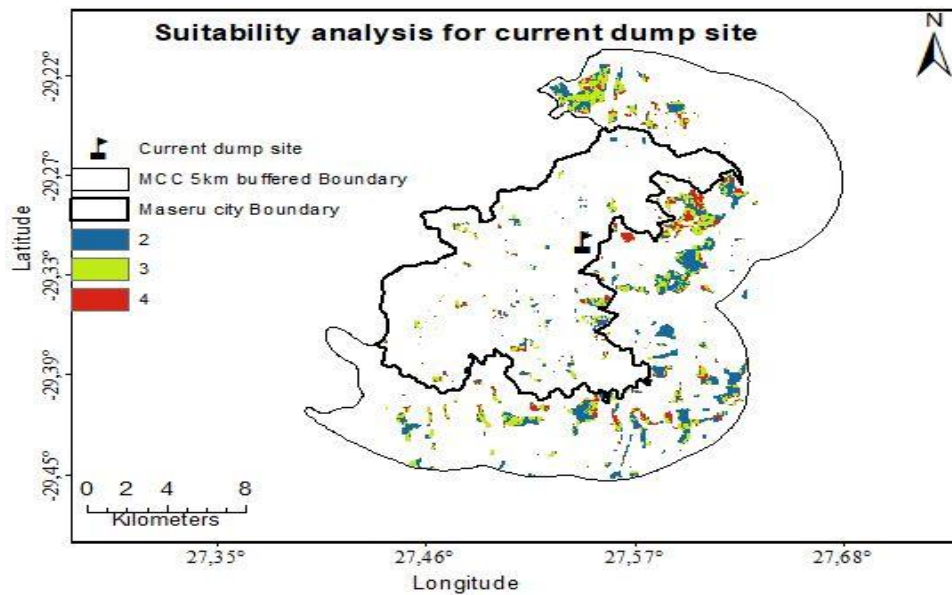 Suitability analysis for current dump site
N
-29,22°
-29,27°
-29,33°
-29,39°
-29,45°
Latitude
Current dump site
MCC 5km buffered Boundary
Maseru city Boundary
2
3
4
0 2 4 8
Kilometers
27,35° 27,46° 27,57° 27,68°
Longitude